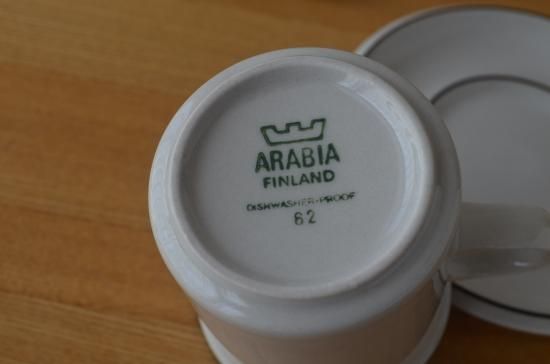 ARABIA
FINLAND
DISHWASHER-PROOF
62